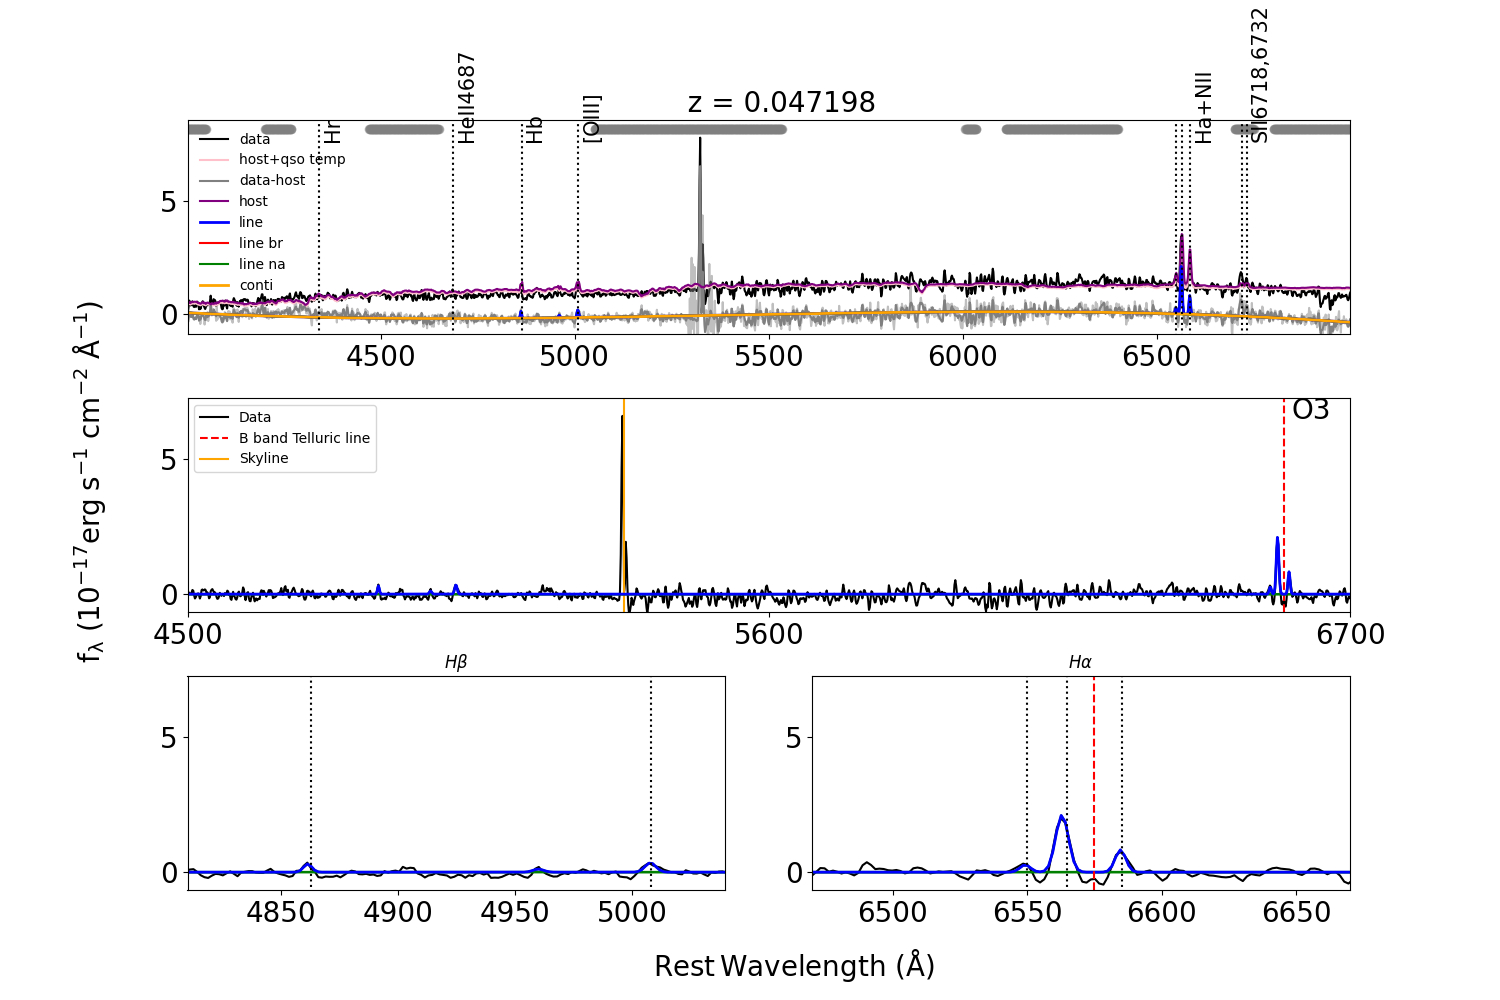 z = 0.047198
Hr
HeII4687
Hb
[OIII]
Ha+NII
SII6718,6732
data
host+qso temp
data-host
host
line
line br
line na
conti
5
0
4500
5000
5500
6000
6500
f_λ (10^−17 erg s^−1 cm^−2 Å^−1)
Data
B band Telluric line
Skyline
O3
5
0
4500
5600
6700
Hβ
5
0
4850
4900
4950
5000
Hα
5
0
6500
6550
6600
6650
Rest Wavelength (Å)